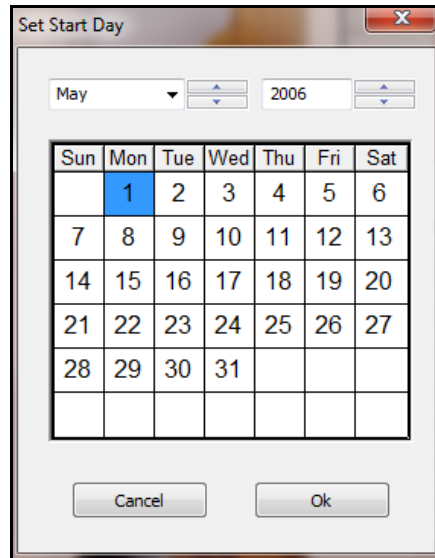 Set Start Day
May 2006
Sun Mon Tue Wed Thu Fri Sat
1 2 3 4 5 6
7 8 9 10 11 12 13
14 15 16 17 18 19 20
21 22 23 24 25 26 27
28 29 30 31
Cancel Ok